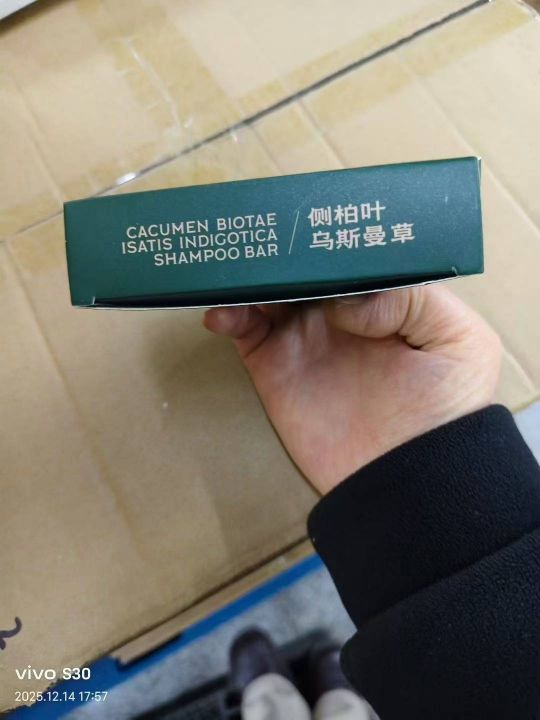 CACUMEN BIOTAE
ISATIS INDIGOTICA
SHAMPOO BAR
侧柏叶
乌斯曼草
vivo S30
2025.12.14 17:57